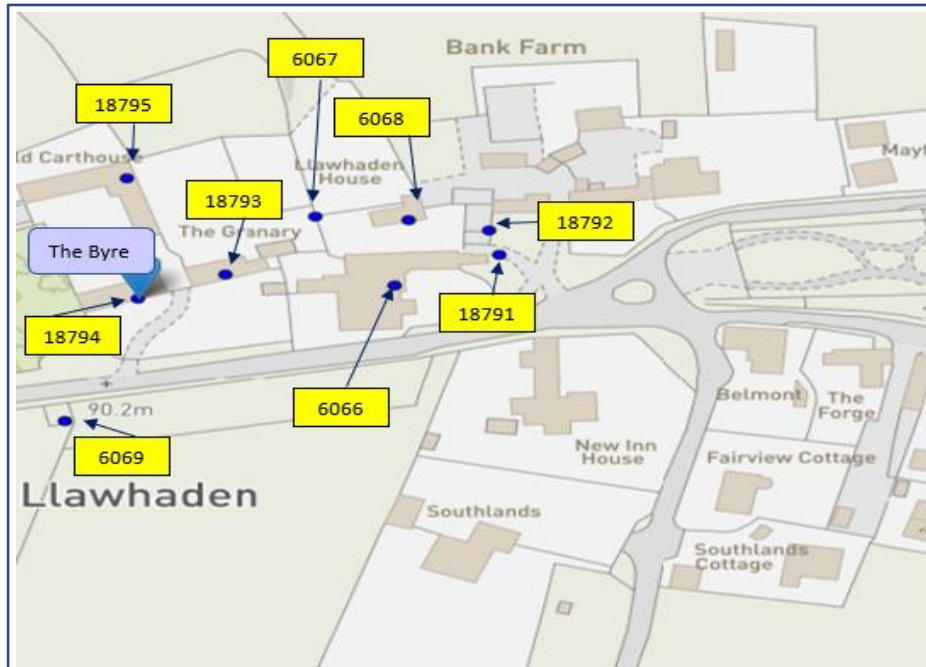 Bank Farm
6067
18795
6068
ld Carthouse
Llawhaden
House
Mayf
18793
The Granary
18792
The Byre
18794
18791
90.2m
6066
6069
Llawhaden
Belmont
The
Forge
New Inn
House
Fairview Cottage
Southlands
Southlands
Cottage